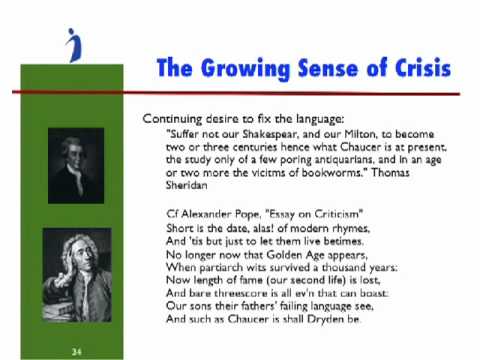 The Growing Sense of Crisis
Continuing desire to fix the language:
"Suffer not our Shakespear, and our Milton, to become
two or three centuries hence what Chaucer is at present,
the study only of a few poring antiquarians, and in an age
or two more the vicitms of bookworms." Thomas
Sheridan
Cf Alexander Pope, "Essay on Criticism"
Short is the date, alas! of modern rhymes,
And 'tis but just to let them live betimes.
No longer now that Golden Age appears,
When partiarch wits survived a thousand years:
Now length of fame (our second life) is lost,
And bare threescore is all ev'n that can boast:
Our sons their fathers' failing language see,
And such as Chaucer is shall Dryden be.
34